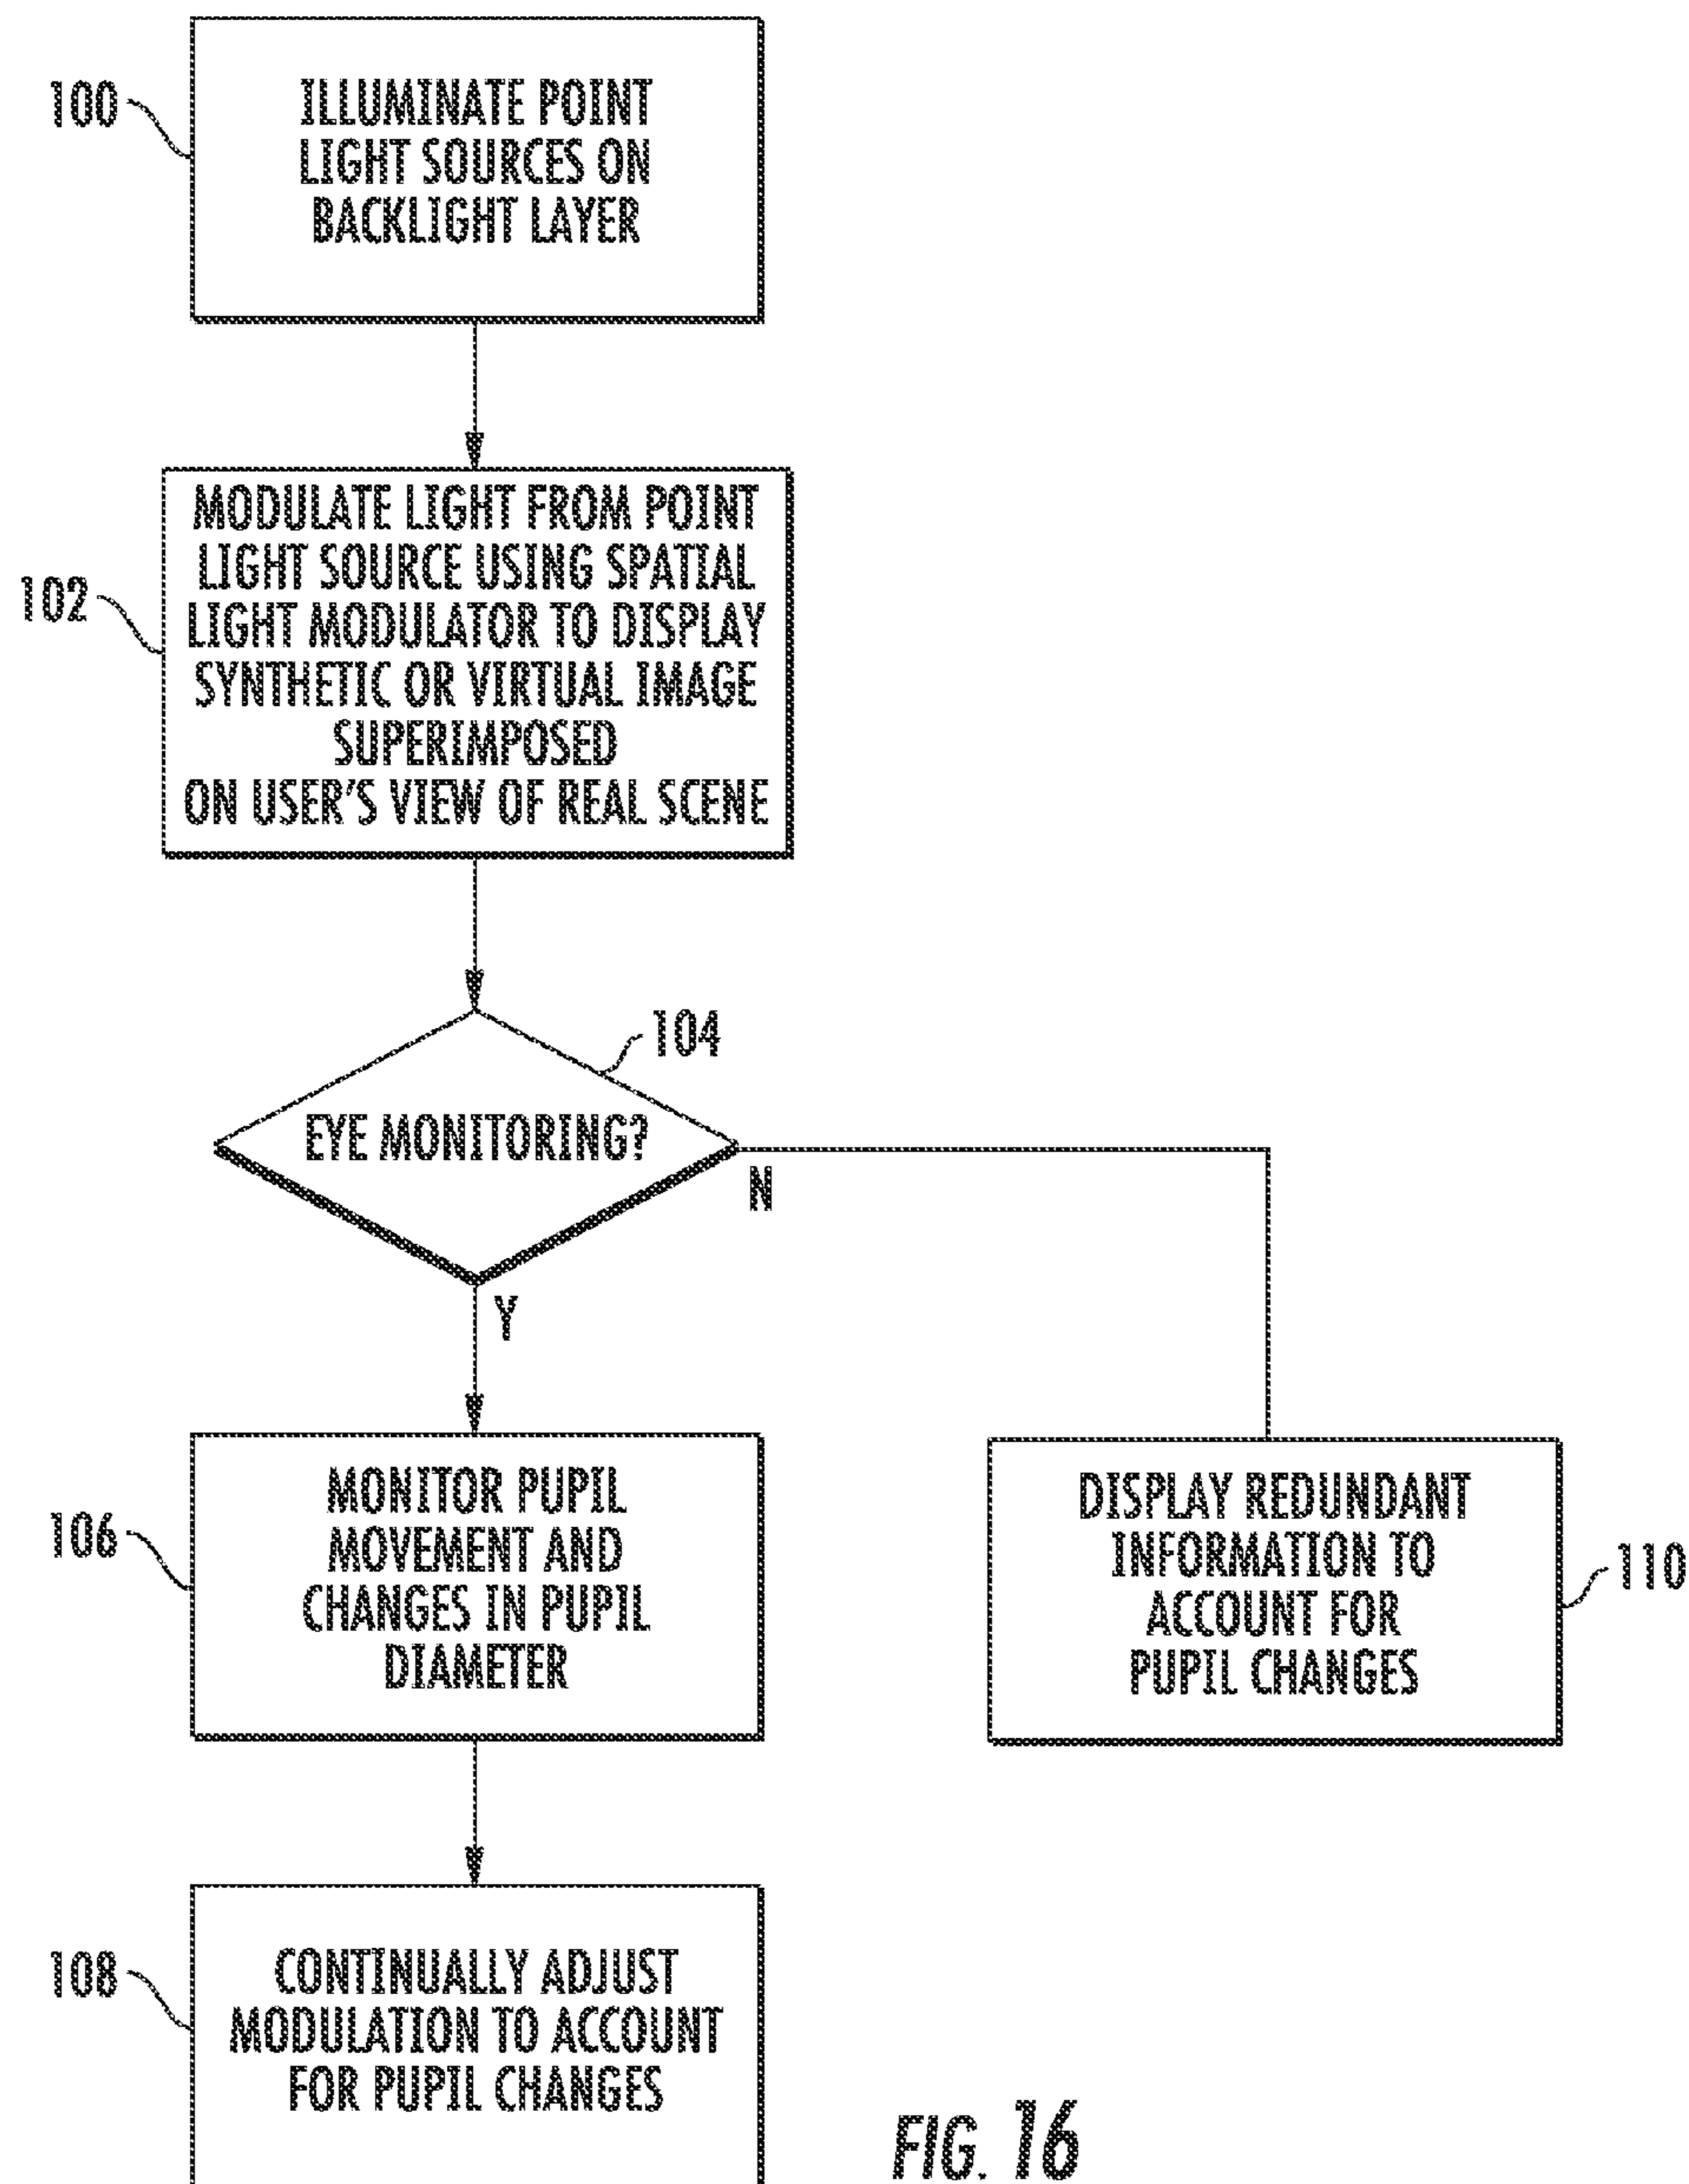 100
ILLUMINATE POINT
LIGHT SOURCES ON
BACKLIGHT LAYER
102
MODULATE LIGHT FROM POINT
LIGHT SOURCE USING SPATIAL
LIGHT MODULATOR TO DISPLAY
SYNTHETIC OR VIRTUAL IMAGE
SUPERIMPOSED
ON USER'S VIEW OF REAL SCENE
104
EYE MONITORING?
N
Y
106
MONITOR PUPIL
MOVEMENT AND
CHANGES IN PUPIL
DIAMETER
DISPLAY REDUNDANT
INFORMATION TO
ACCOUNT FOR
PUPIL CHANGES
110
108
CONTINUALLY ADJUST
MODULATION TO ACCOUNT
FOR PUPIL CHANGES
FIG. 16